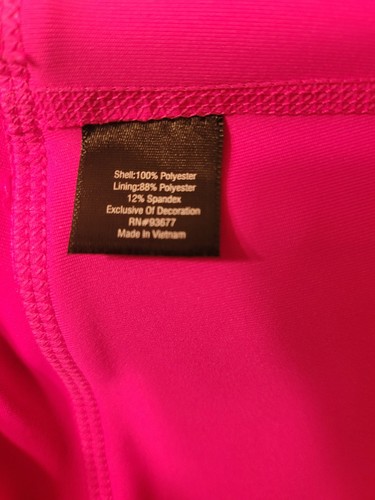 Shell:100% Polyester
Lining:88% Polyester
12% Spandex
Exclusive Of Decoration
RN#93677
Made In Vietnam